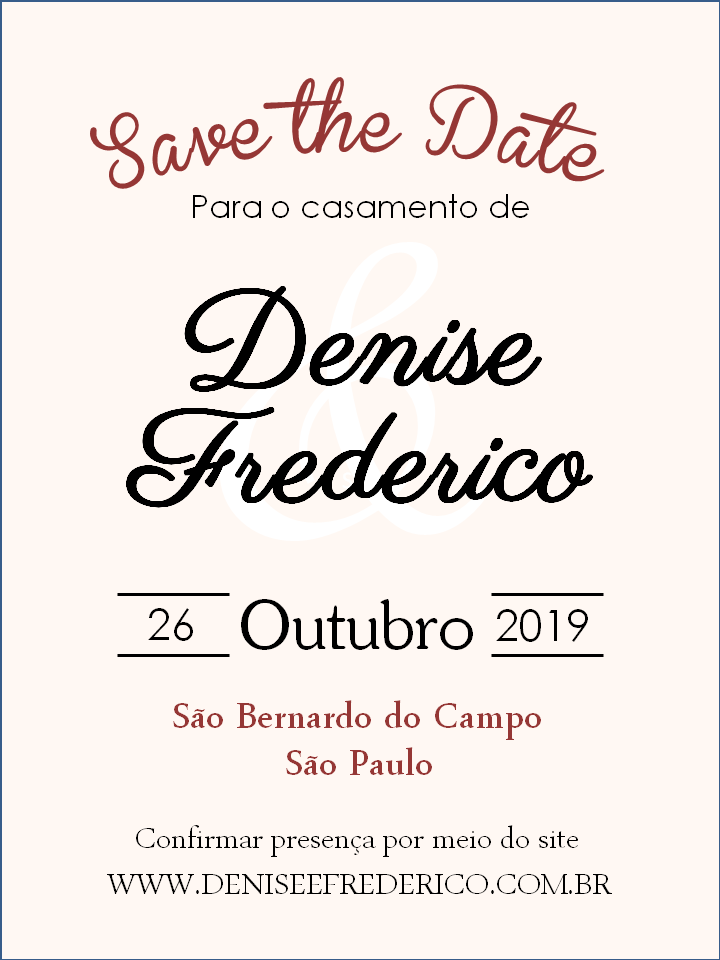 Save the Date
Para o casamento de
&
Denise
Frederico
26 Outubro 2019
São Bernardo do Campo
São Paulo
Confirmar presença por meio do site
WWW.DENISEEFREDERICO.COM.BR